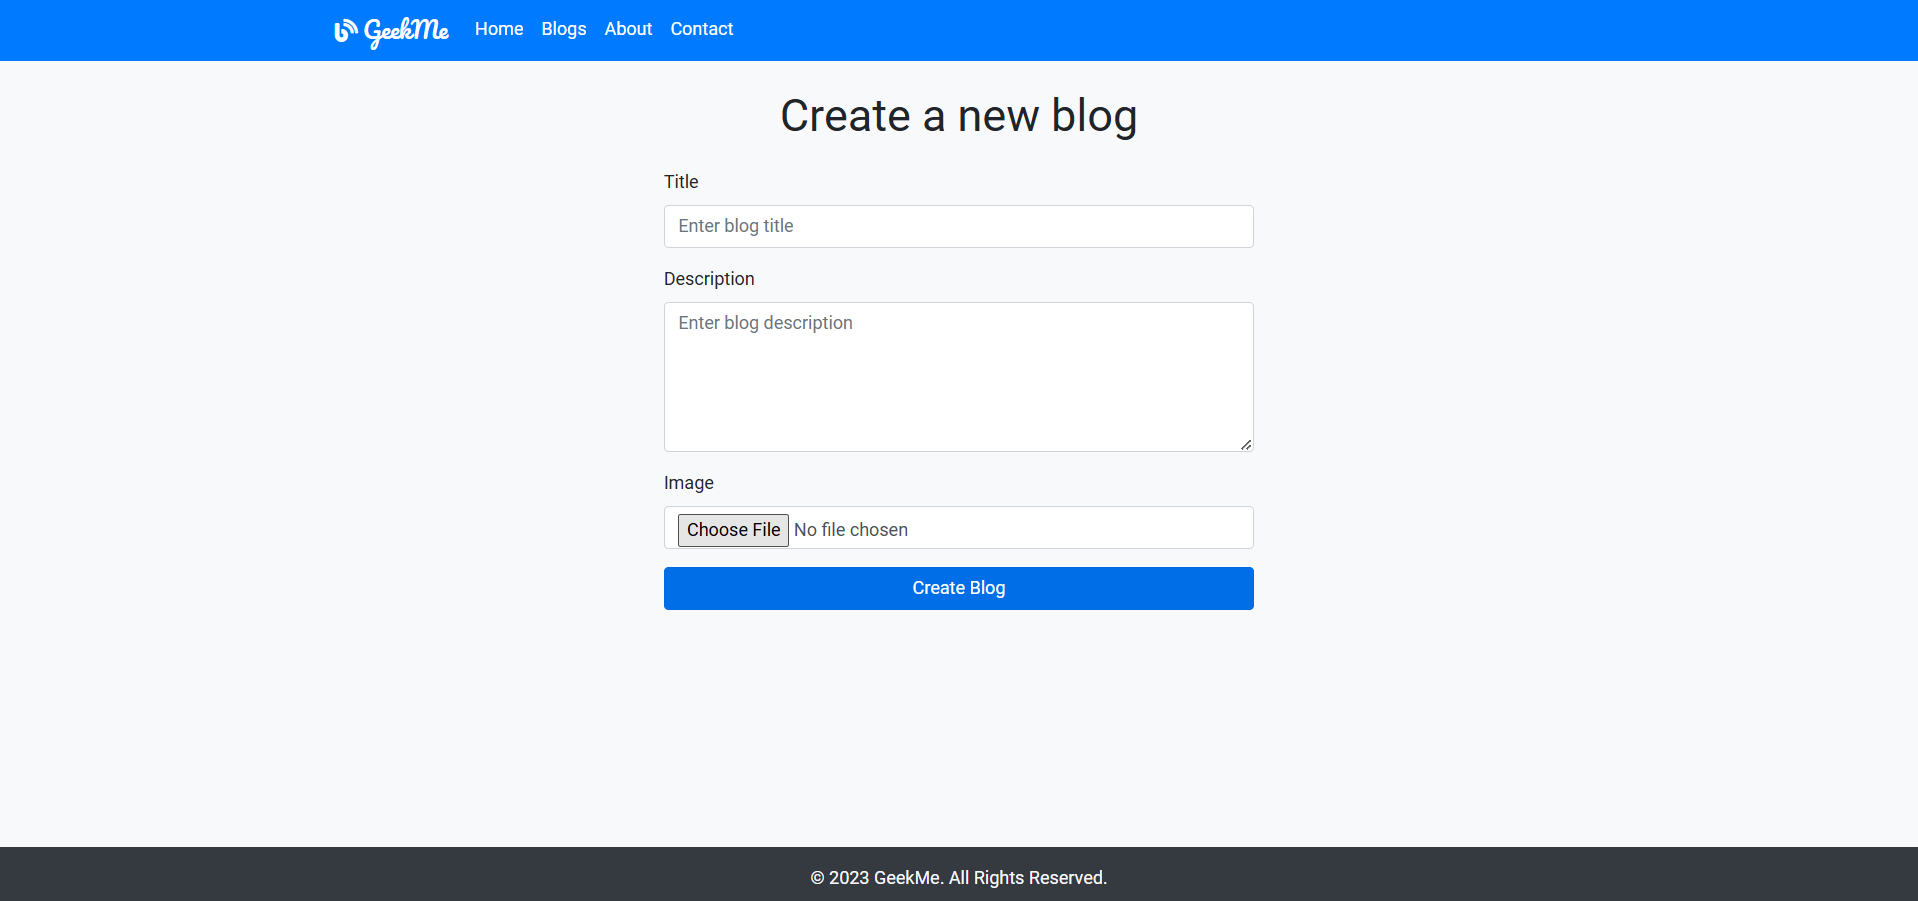 GeekMe Home Blogs About Contact
Create a new blog
Title
Enter blog title
Description
Enter blog description
Image
Choose File No file chosen
Create Blog
© 2023 GeekMe. All Rights Reserved.